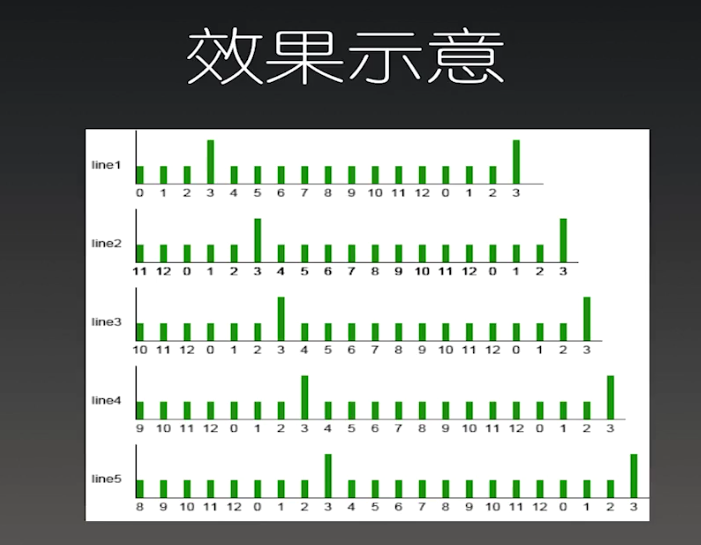 效果示意
line1
0 1 2 3 4 5 6 7 8 9 10 11 12 0 1 2 3
line2
11 12 0 1 2 3 4 5 6 7 8 9 10 11 12 0 1 2 3
line3
10 11 12 0 1 2 3 4 5 6 7 8 9 10 11 12 0 1 2 3
line4
9 10 11 12 0 1 2 3 4 5 6 7 8 9 10 11 12 0 1 2 3
line5
8 9 10 11 12 0 1 2 3 4 5 6 7 8 9 10 11 12 0 1 2 3